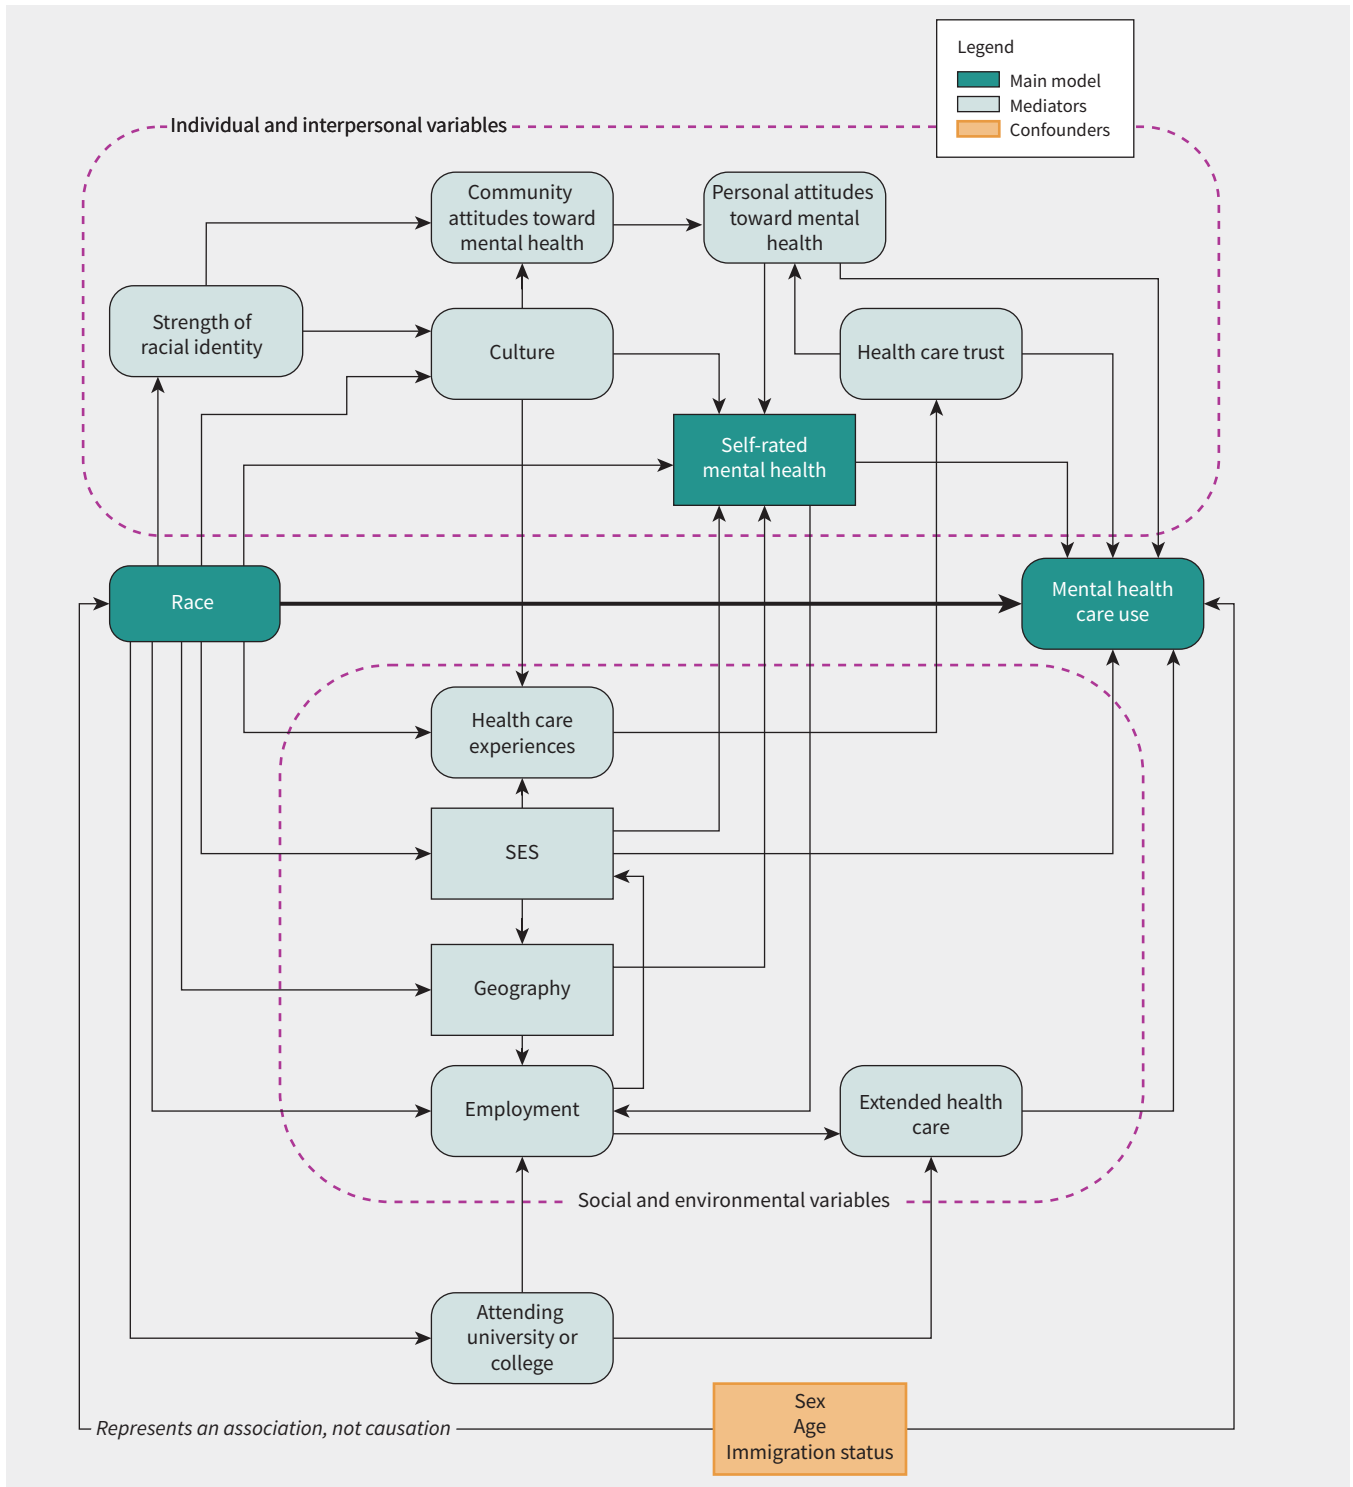 Legend
Main model
Mediators
Confounders
Individual and interpersonal variables
Community
attitudes toward
mental health
Personal attitudes
toward mental
health
Strength of
racial identity
Culture
Health care trust
Self-rated
mental health
Race
Mental health
care use
Health care
experiences
SES
Geography
Employment
Extended health
care
Social and environmental variables
Attending
university or
college
Sex
Age
Immigration status
Represents an association, not causation